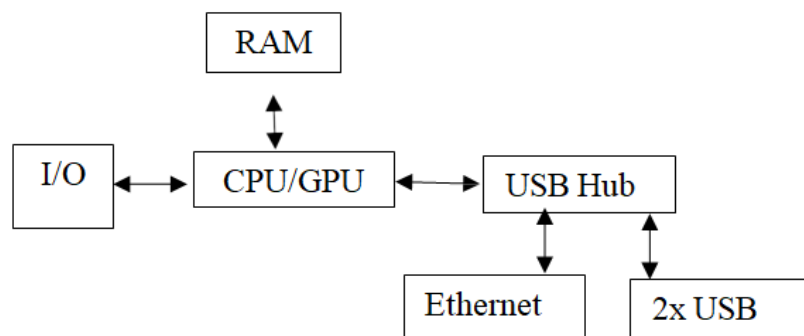 RAM
I/O
CPU/GPU
USB Hub
Ethernet
2x USB